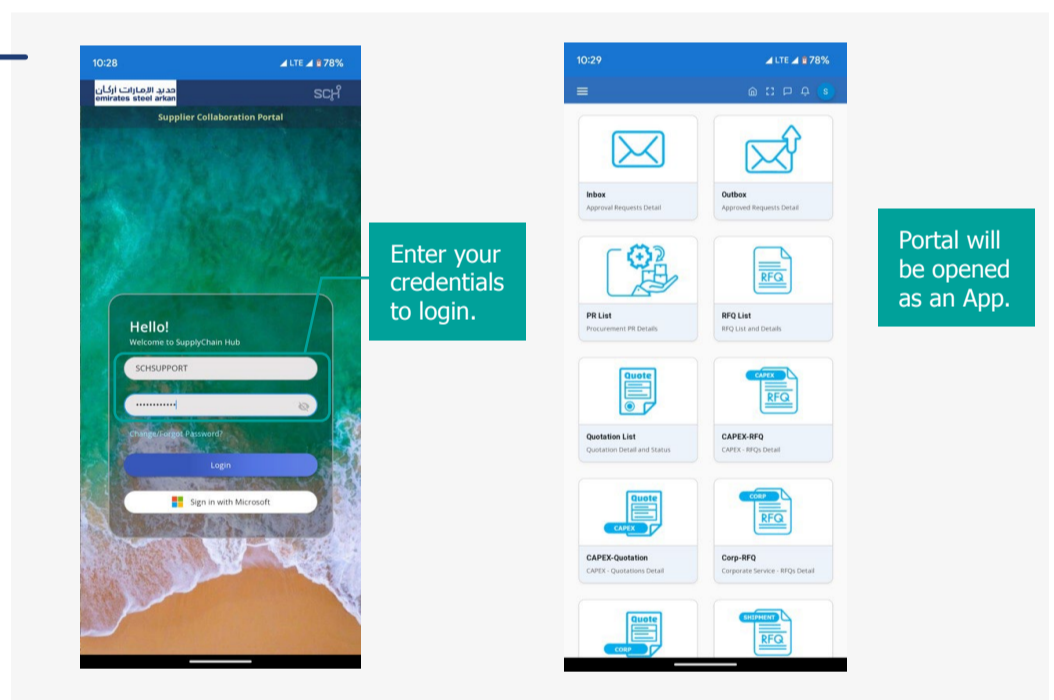 10:28
LTE 78%
حديد الإمارات أركان
emirates steel arkan
SCH
Supplier Collaboration Portal
Hello!
Welcome to SupplyChain Hub
SCHSUPPORT
••••••••••••
Change/Forgot Password?
Login
Sign in with Microsoft
Enter your
credentials
to login.
10:29
LTE 78%
S
Inbox
Approval Requests Detail
Outbox
Approved Requests Detail
PR List
Procurement PR Details
RFQ
RFQ List
RFQ List and Details
Quote
Quotation List
Quotation Detail and Status
CAPEX
RFQ
CAPEX-RFQ
CAPEX - RFQs Detail
Quote
CAPEX
CAPEX-Quotation
CAPEX - Quotations Detail
CORP
RFQ
Corp-RFQ
Corporate Service - RFQs Detail
Quote
CORP
SHIPMENT
RFQ
Portal will
be opened
as an App.